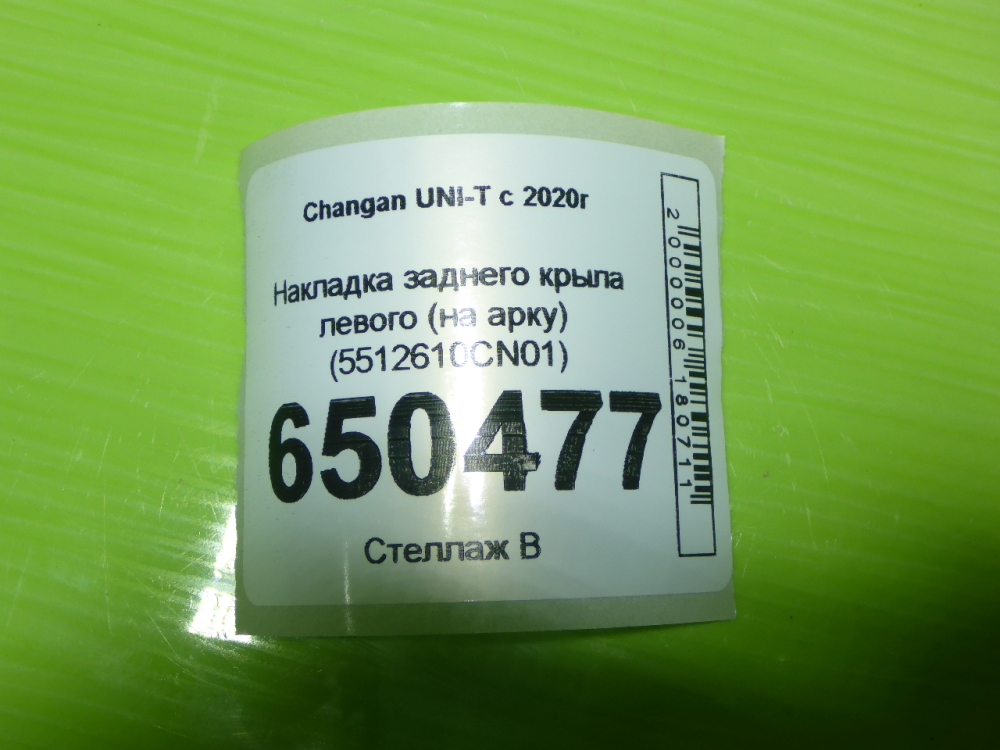 Changan UNI-T с 2020г
Накладка заднего крыла
левого (на арку)
(5512610CN01)
650477
Стеллаж В
2000006180711